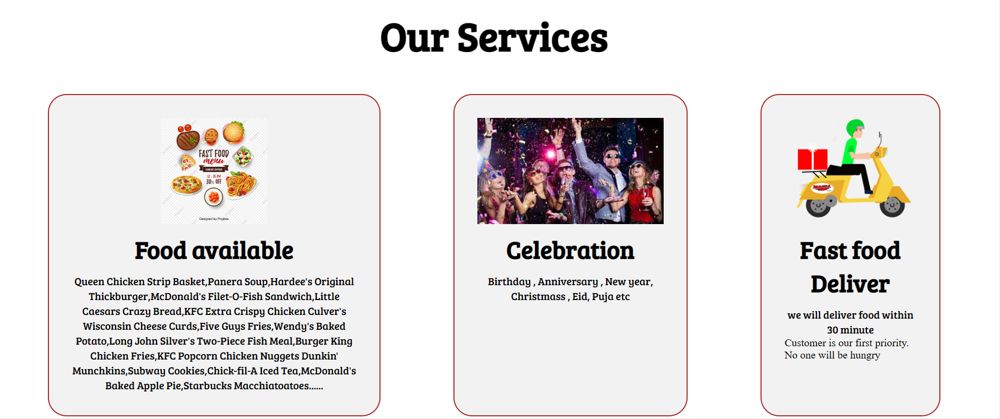 Our Services
FAST FOOD
menu
GREAT OFFER
12 - 15 PM
30% OFF
Designed by Pngtree
Food available
Queen Chicken Strip Basket,Panera Soup,Hardee's Original
Thickburger,McDonald's Filet-O-Fish Sandwich,Little
Caesars Crazy Bread,KFC Extra Crispy Chicken Culver's
Wisconsin Cheese Curds,Five Guys Fries,Wendy's Baked
Potato,Long John Silver's Two-Piece Fish Meal,Burger King
Chicken Fries,KFC Popcorn Chicken Nuggets Dunkin'
Munchkins,Subway Cookies,Chick-fil-A Iced Tea,McDonald's
Baked Apple Pie,Starbucks Macchiatoatoes......
Celebration
Birthday , Anniversary , New year,
Christmass , Eid, Puja etc
Fast food
Deliver
we will deliver food within
30 minute
Customer is our first priority.
No one will be hungry